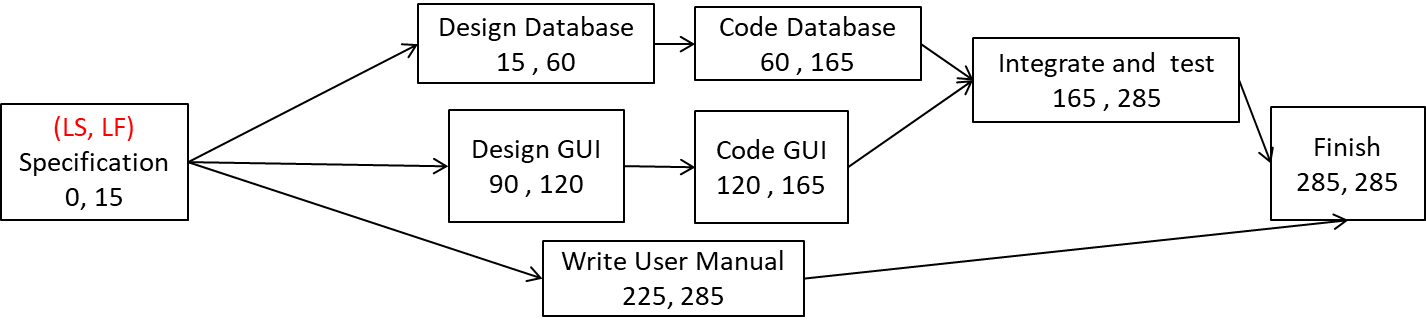 (LS, LF)
Specification
0, 15
Design Database
15 , 60
Code Database
60 , 165
Design GUI
90 , 120
Code GUI
120 , 165
Write User Manual
225, 285
Integrate and test
165 , 285
Finish
285, 285